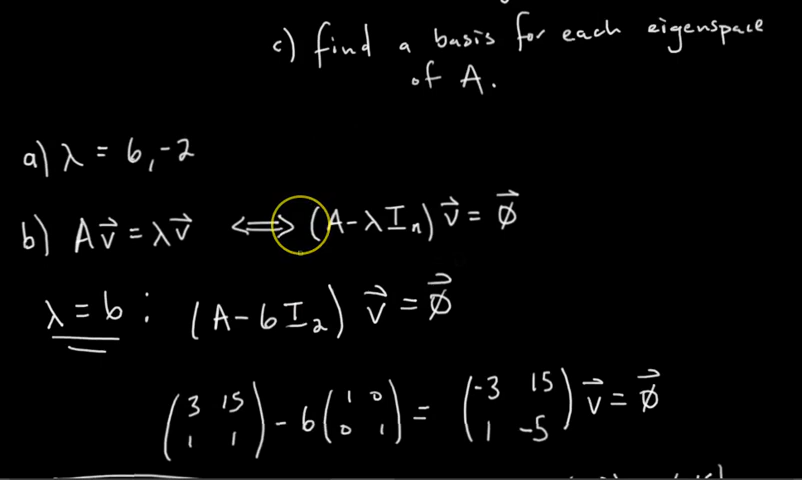 c) find a basis for each eigenspace
of A.
a) λ = 6, -2
b) Av⃗ = λv⃗ ⟺ (A-λIₙ) v⃗ = 0⃗
λ = 6 : (A-6I₂) v⃗ = 0⃗
(3 15; 1 1) - 6(1 0; 0 1) = (-3 15; 1 -5) v⃗ = 0⃗